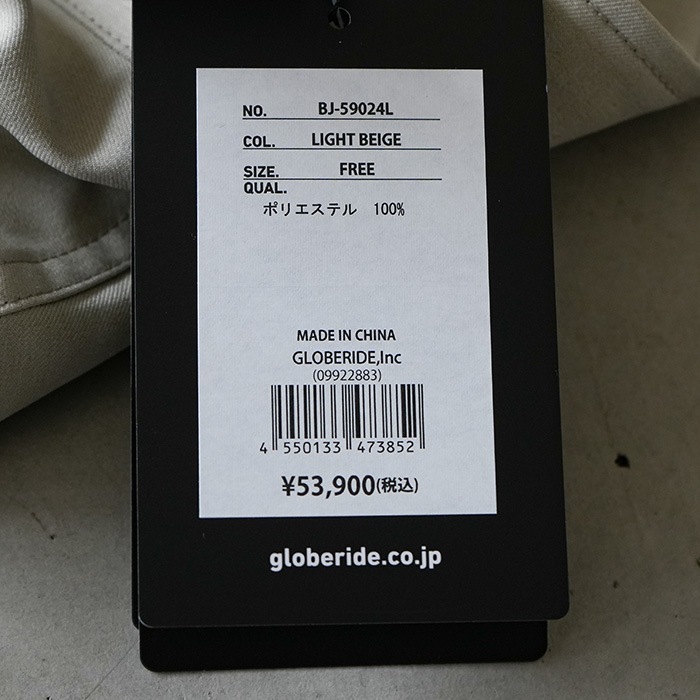 NO. BJ-59024L
COL. LIGHT BEIGE
SIZE. FREE
QUAL.
ポリエステル 100%
MADE IN CHINA
GLOBERIDE,Inc
(09922883)
4 550133 473852
¥53,900(税込)
globeride.co.jp